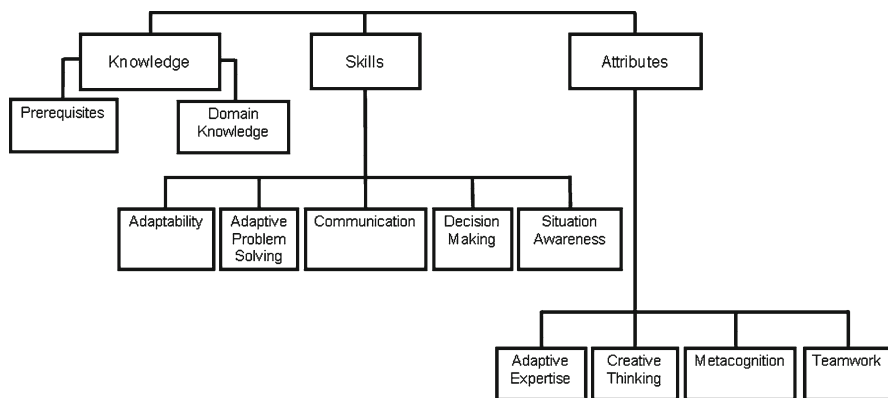 Knowledge
Skills
Attributes
Prerequisites
Domain
Knowledge
Adaptability
Adaptive
Problem
Solving
Communication
Decision
Making
Situation
Awareness
Adaptive
Expertise
Creative
Thinking
Metacognition
Teamwork